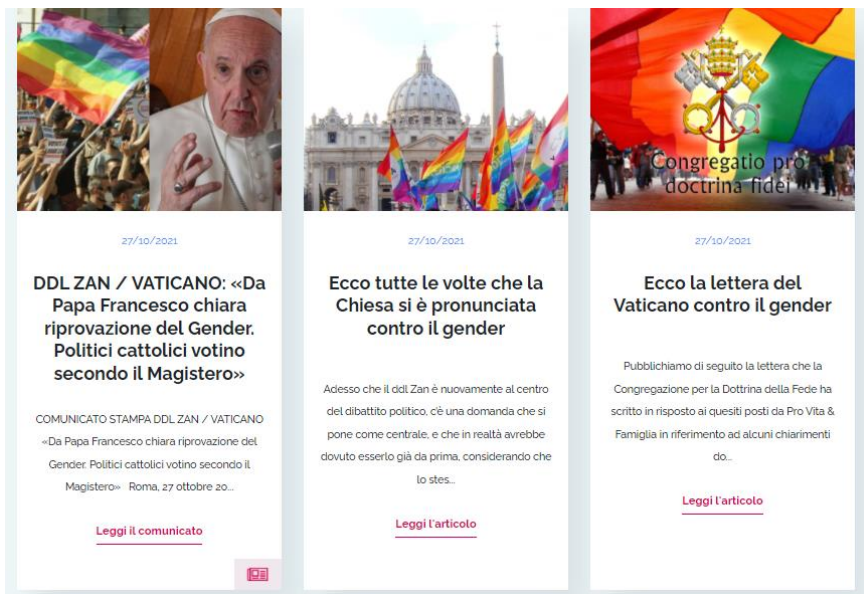 Congregatio pro
doctrina fidei
27/10/2021
DDL ZAN / VATICANO: «Da
Papa Francesco chiara
riprovazione del Gender.
Politici cattolici votino
secondo il Magistero»
COMUNICATO STAMPA DDL ZAN / VATICANO
«Da Papa Francesco chiara riprovazione del
Gender. Politici cattolici votino secondo il
Magistero» Roma, 27 ottobre 20...
Leggi il comunicato
27/10/2021
Ecco tutte le volte che la
Chiesa si è pronunciata
contro il gender
Adesso che il ddl Zan è nuovamente al centro
del dibattito politico, c'è una domanda che si
pone come centrale, e che in realtà avrebbe
dovuto esserlo già da prima, considerando che
lo stes...
Leggi l'articolo
27/10/2021
Ecco la lettera del
Vaticano contro il gender
Pubblichiamo di seguito la lettera che la
Congregazione per la Dottrina della Fede ha
scritto in risposto ai quesiti posti da Pro Vita &
Famiglia in riferimento ad alcuni chiarimenti
do...
Leggi l'articolo